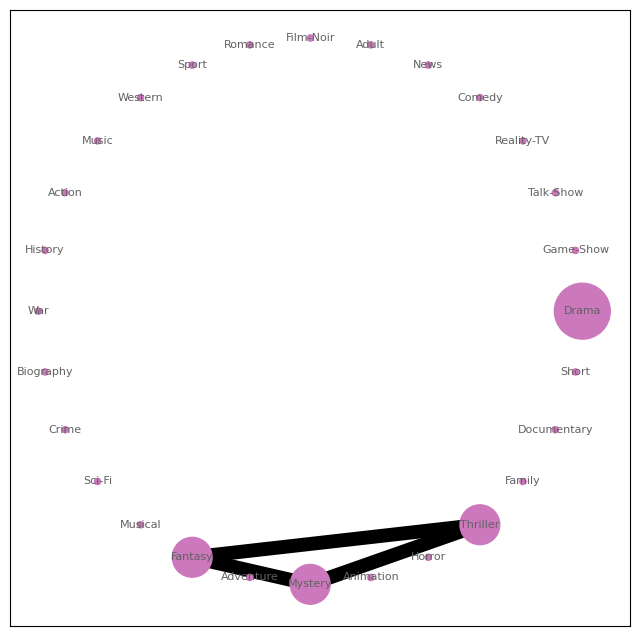 Film-Noir
Romance
Adult
Sport
News
Western
Comedy
Music
Reality-TV
Action
Talk-Show
History
Game-Show
War
Drama
Biography
Short
Crime
Documentary
Sci-Fi
Family
Musical
Thriller
Fantasy
Horror
Adventure
Animation
Mystery